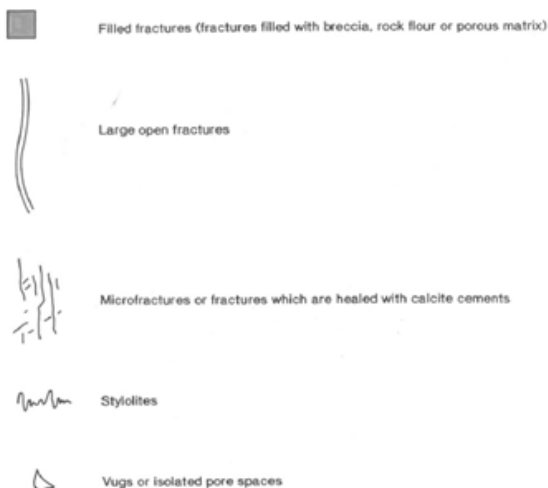 Filled fractures (fractures filled with breccia, rock flour or porous matrix)
Large open fractures
Microfractures or fractures which are healed with calcite cements
Stylolites
Vugs or isolated pore spaces